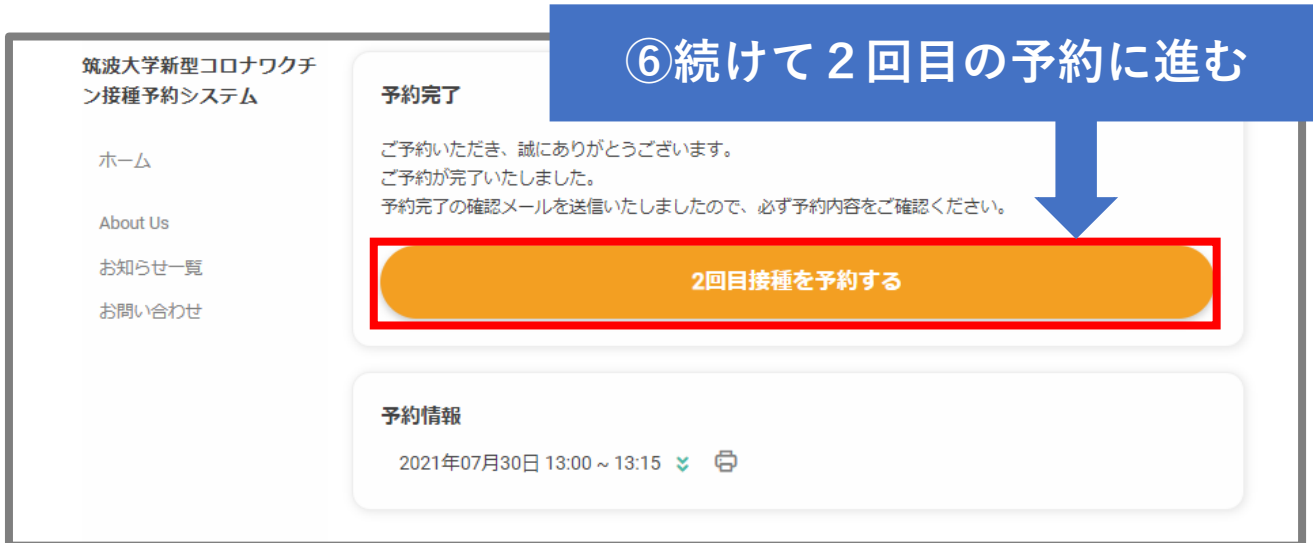 ⑥続けて２回目の予約に進む
筑波大学新型コロナワクチ
ン接種予約システム
ホーム
About Us
お知らせ一覧
お問い合わせ
予約完了
ご予約いただき、誠にありがとうございます。
ご予約が完了いたしました。
予約完了の確認メールを送信いたしましたので、必ず予約内容をご確認ください。
2回目接種を予約する
予約情報
2021年07月30日 13:00 ~ 13:15